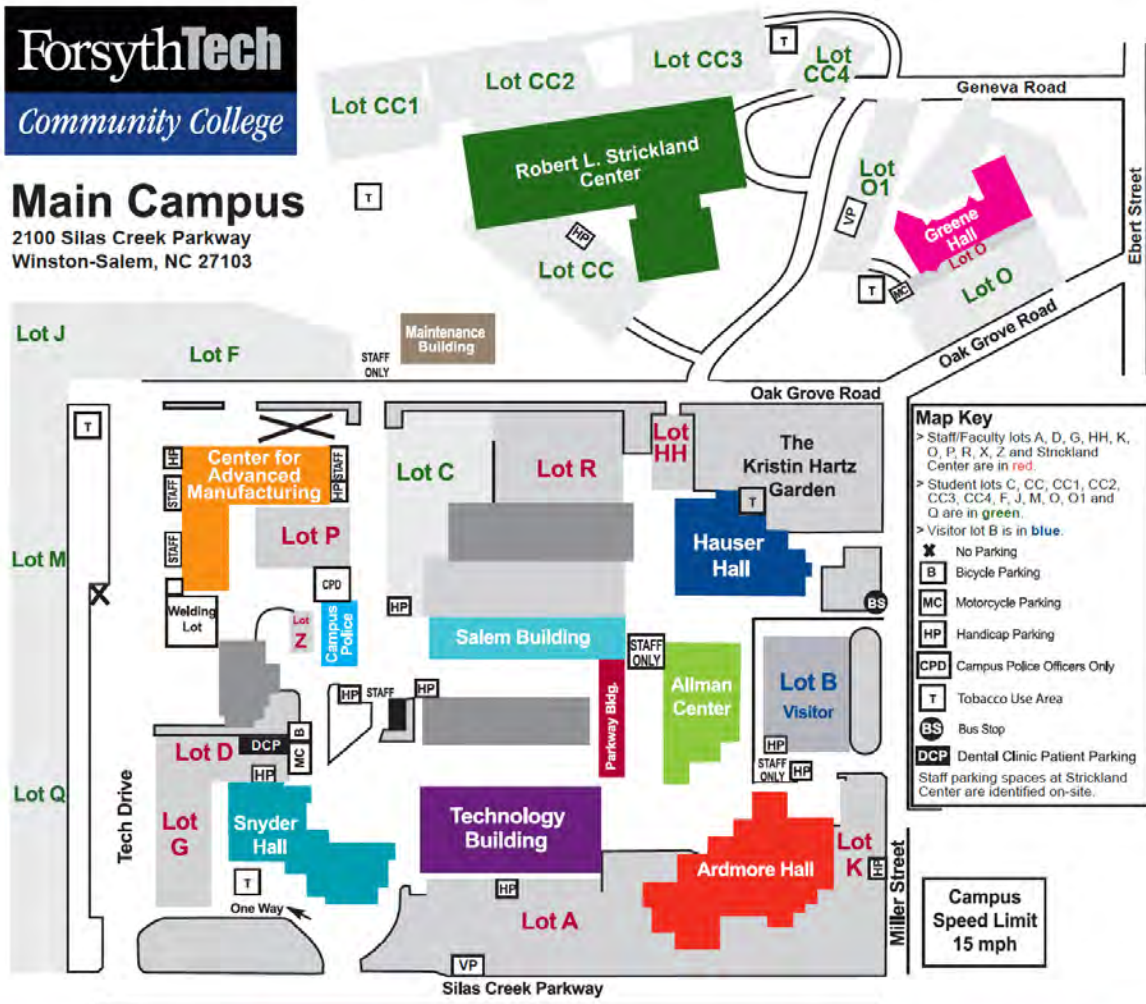 ForsythTech
Community College
Main Campus
2100 Silas Creek Parkway
Winston-Salem, NC 27103
Lot CC1
Lot CC2
Lot CC3
T
Lot
CC4
Geneva Road
Robert L. Strickland
Center
T
HP
Lot CC
Lot
O1
VP
Greene
Hall
Lot O
MC
T
Lot O
Ebert Street
Oak Grove Road
Lot J
Lot F
STAFF
ONLY
Maintenance
Building
Oak Grove Road
T
HP
STAFF
STAFF
Center for
Advanced
Manufacturing
STAFF
HP
Lot P
CPD
Campus
Police
Welding
Lot
Lot
Z
Lot M
Lot C
Lot R
Lot
HH
The
Kristin Hartz
Garden
T
Hauser
Hall
BS
HP
Salem Building
STAFF
ONLY
Parkway Bldg.
Allman
Center
Lot B
Visitor
HP
STAFF
ONLY
HP
HP
STAFF
HP
B
MC
DCP
Lot D
HP
Lot Q
Tech Drive
Lot
G
Snyder
Hall
T
One Way
Technology
Building
HP
Lot A
VP
Ardmore Hall
Lot
K
HP
Miller Street
Silas Creek Parkway
Map Key
> Staff/Faculty lots A, D, G, HH, K,
O, P, R, X, Z and Strickland
Center are in red.
> Student lots C, CC, CC1, CC2,
CC3, CC4, F, J, M, O, O1 and
Q are in green.
> Visitor lot B is in blue.
X No Parking
B Bicycle Parking
MC Motorcycle Parking
HP Handicap Parking
CPD Campus Police Officers Only
T Tobacco Use Area
BS Bus Stop
DCP Dental Clinic Patient Parking
Staff parking spaces at Strickland
Center are identified on-site.
Campus
Speed Limit
15 mph